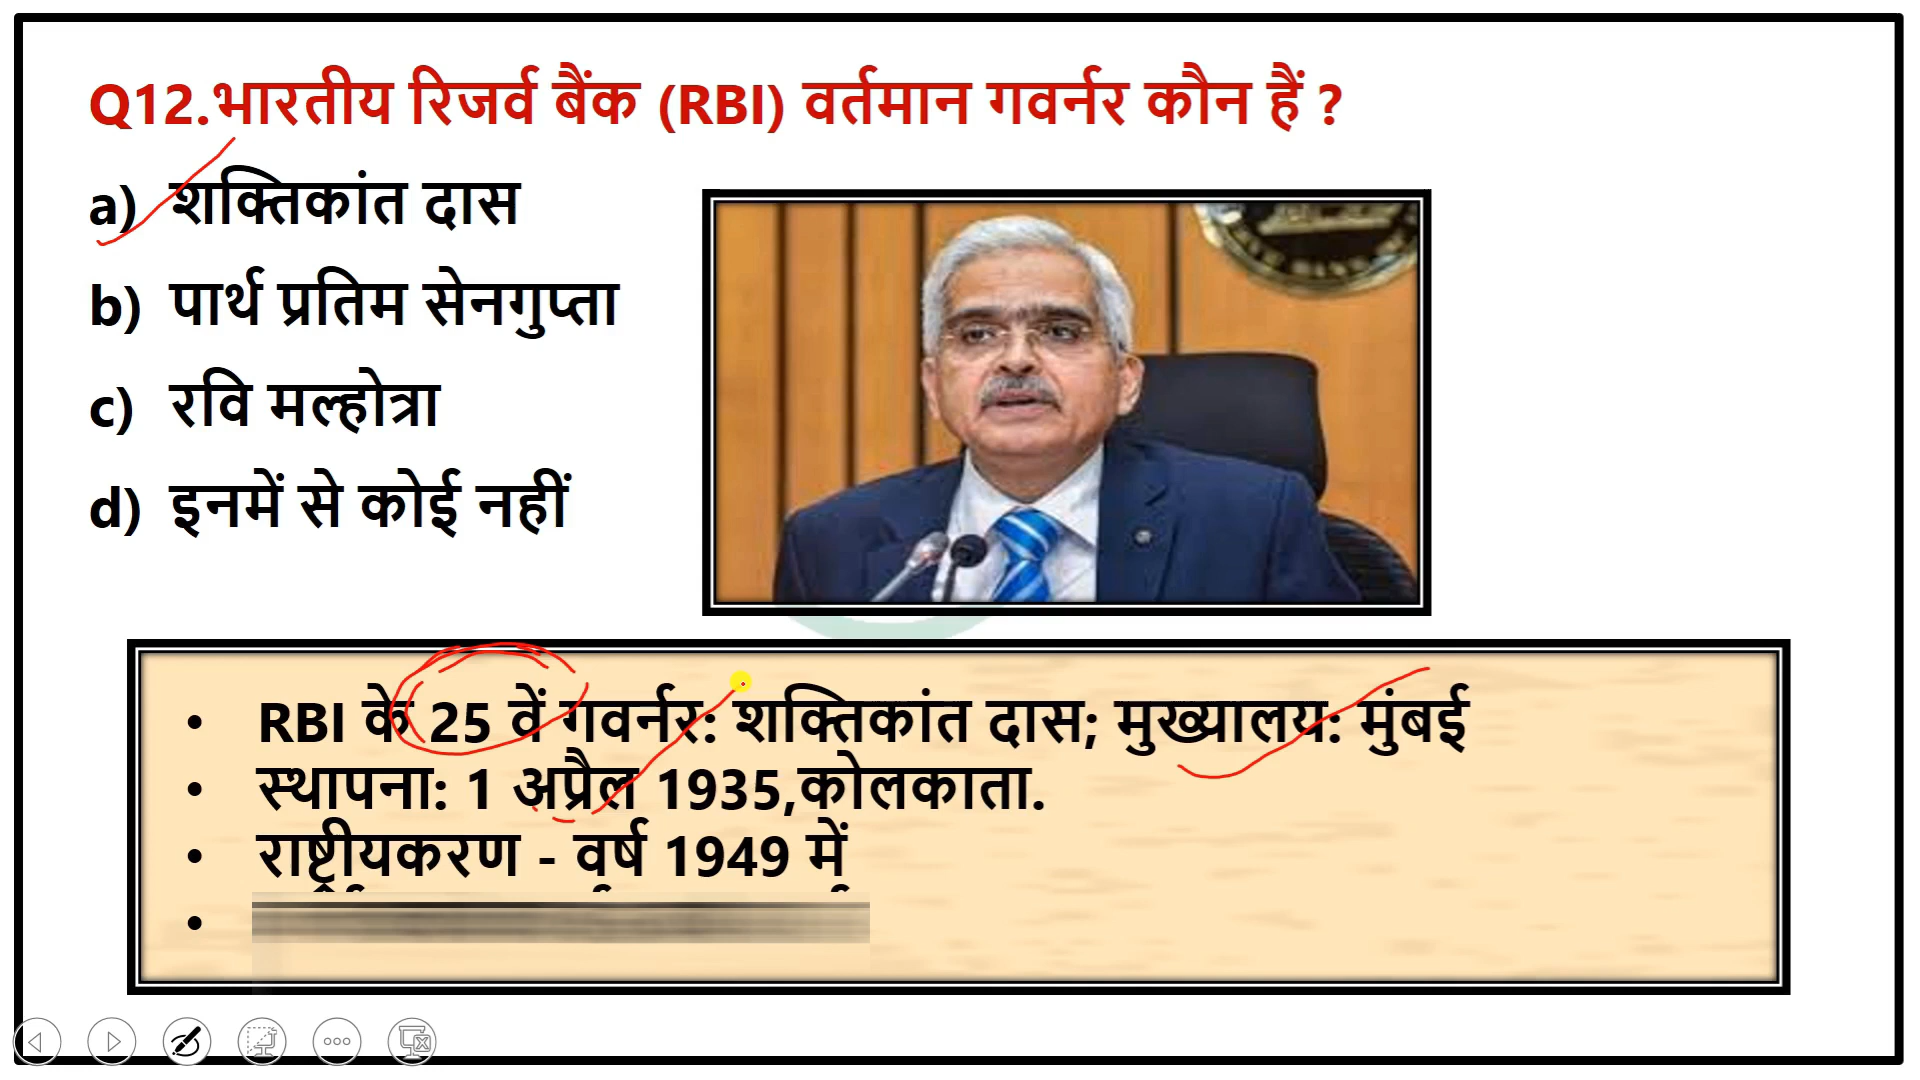 Q12.भारतीय रिजर्व बैंक (RBI) वर्तमान गवर्नर कौन हैं ?
a) शक्तिकांत दास
b) पार्थ प्रतिम सेनगुप्ता
c) रवि मल्होत्रा
d) इनमें से कोई नहीं
• RBI के 25 वें गवर्नर: शक्तिकांत दास; मुख्यालय: मुंबई
• स्थापना: 1 अप्रैल 1935,कोलकाता.
• राष्ट्रीयकरण - वर्ष 1949 में